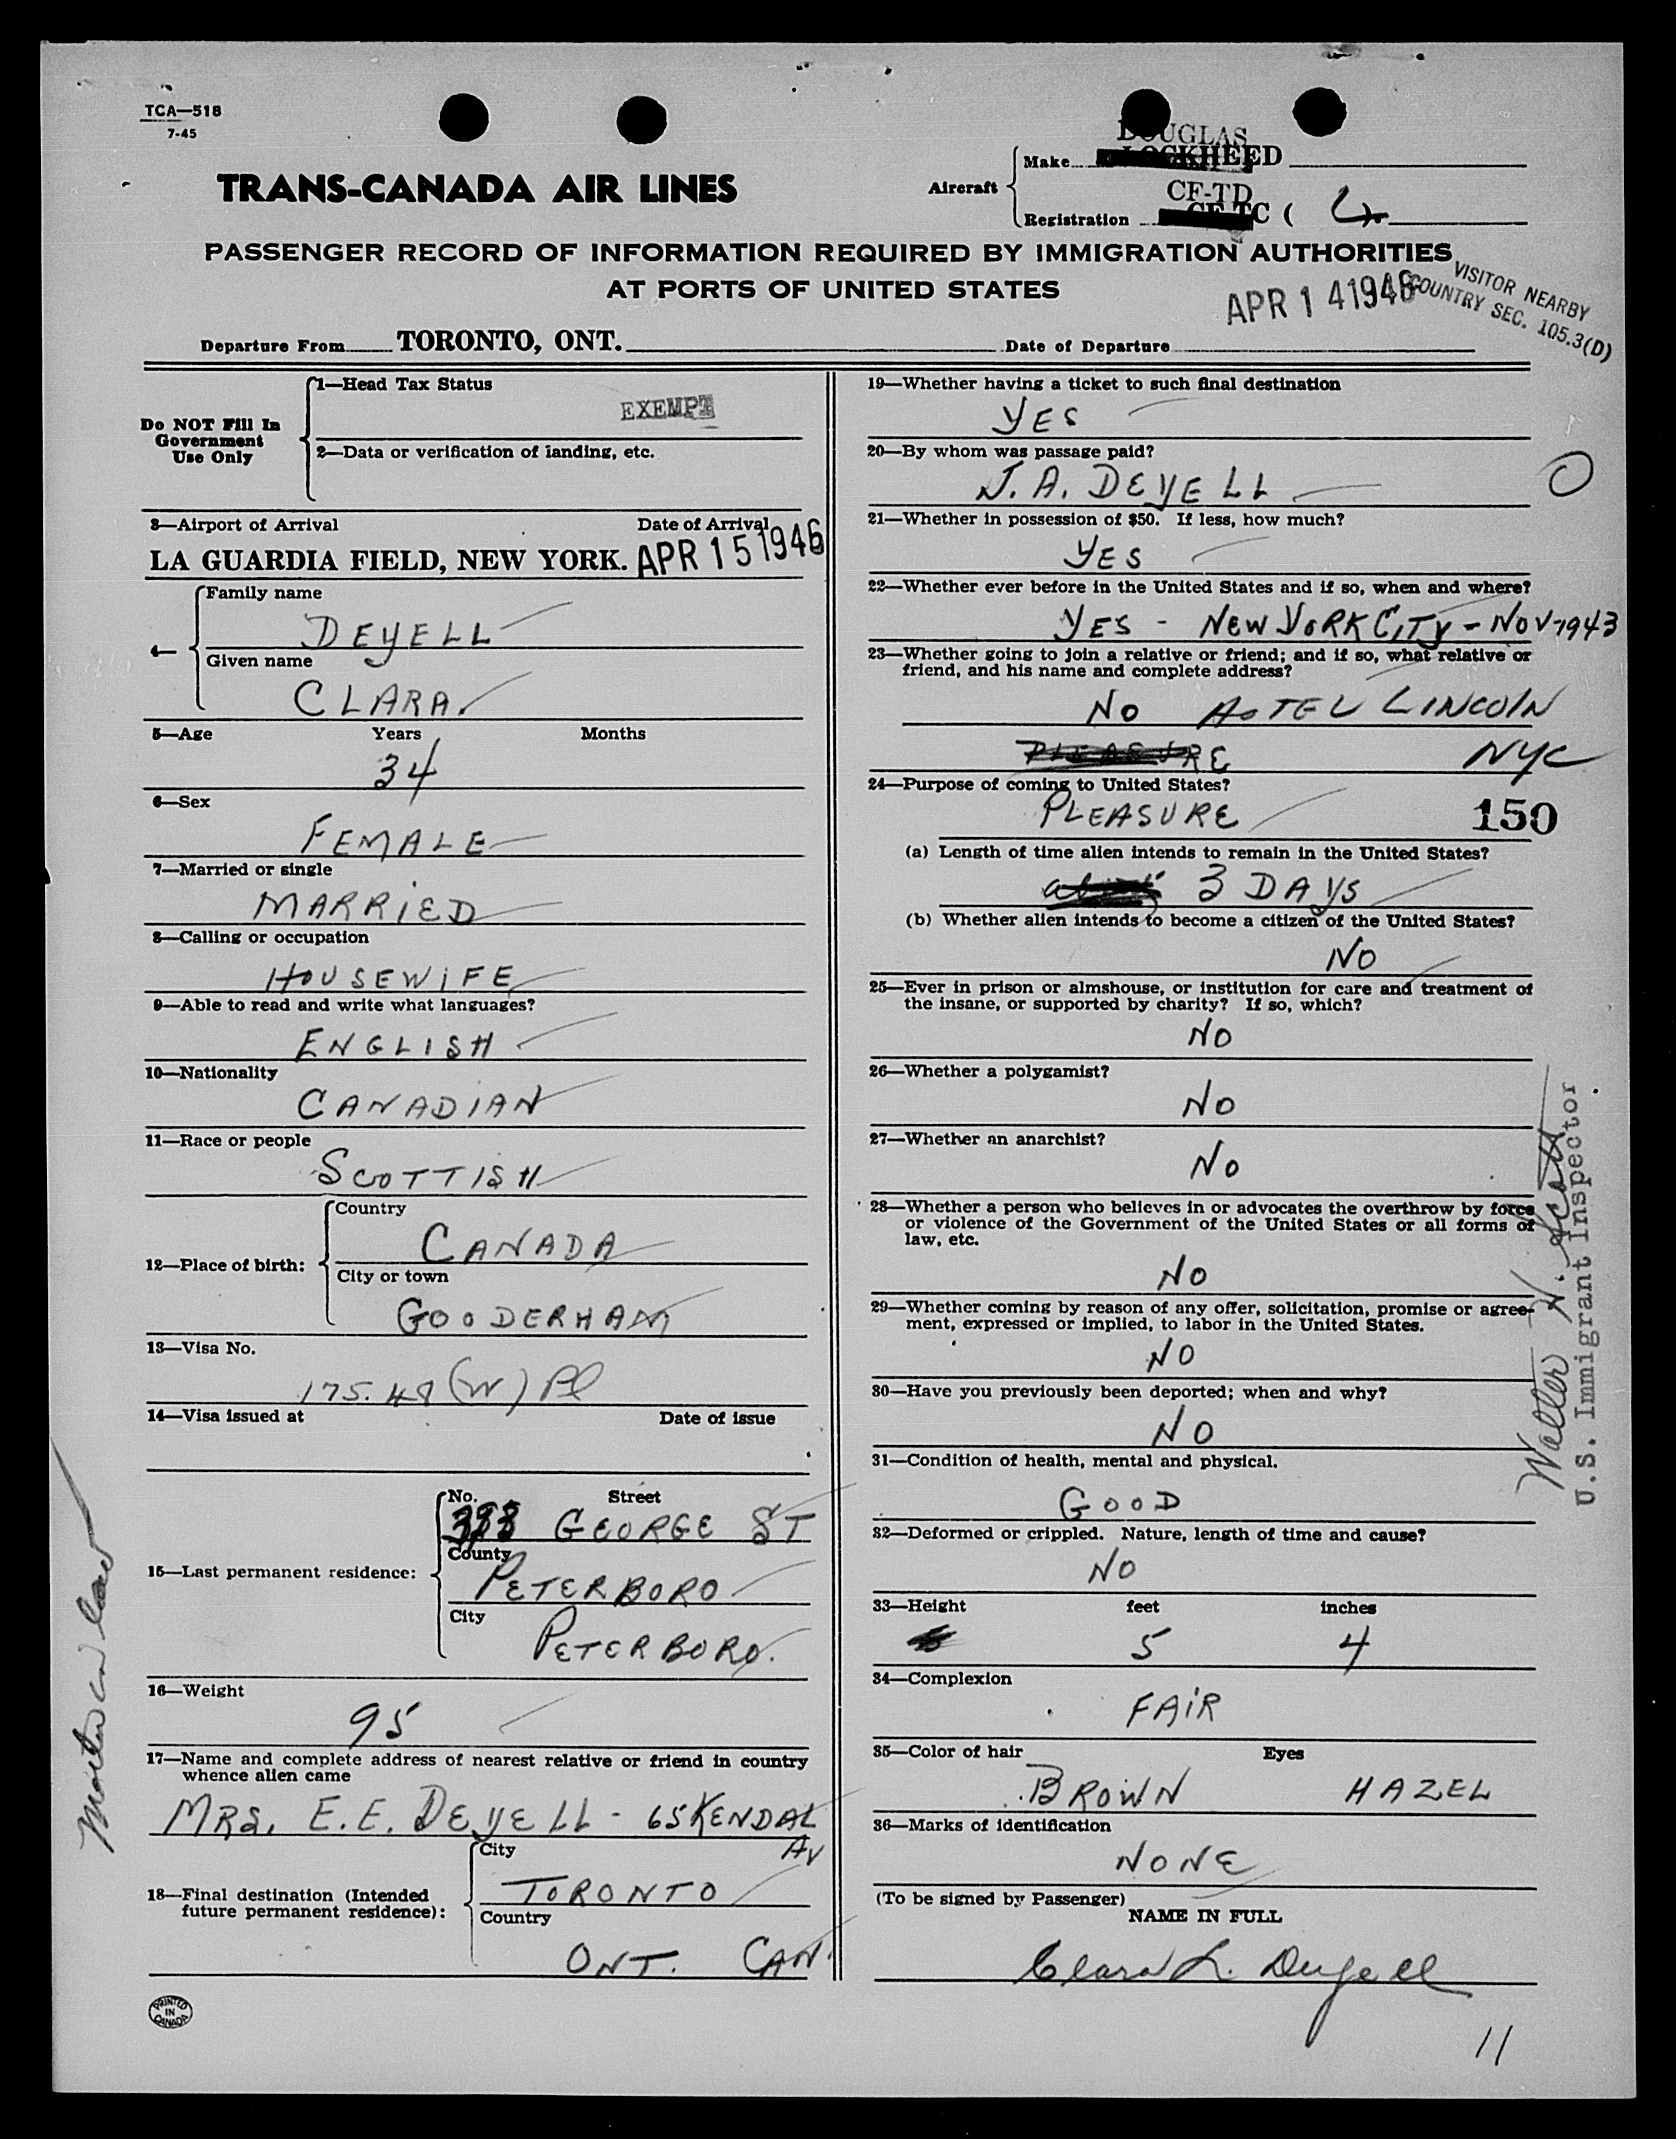 TCA—518
7-45
TRANS-CANADA AIR LINES
Aircraft
Make
DOUGLAS
LOCKHEED
Registration
CF-TD
CF-TC (
PASSENGER RECORD OF INFORMATION REQUIRED BY IMMIGRATION AUTHORITIES
AT PORTS OF UNITED STATES
VISITOR NEARBY
COUNTRY SEC. 105.3(D)
APR 14 1946
Departure From TORONTO, ONT. Date of Departure
Do NOT Fill In
Government
Use Only
1—Head Tax Status
EXEMPT
2—Data or verification of landing, etc.
3—Airport of Arrival Date of Arrival
LA GUARDIA FIELD, NEW YORK. APR 15 1946
4—
Family name
DEYELL
Given name
CLARA.
5—Age Years Months
34
6—Sex
FEMALE
7—Married or single
MARRIED
8—Calling or occupation
HOUSEWIFE
9—Able to read and write what languages?
ENGLISH
10—Nationality
CANADIAN
11—Race or people
SCOTTISH
12—Place of birth:
Country
CANADA
City or town
GOODERHAM
13—Visa No.
175.48 (W) Pl
14—Visa issued at Date of issue
15—Last permanent residence:
No. Street
GEORGE ST
County
PETERBORO
City
PETERBORO.
16—Weight
95
17—Name and complete address of nearest relative or friend in country
whence alien came
MRS. E. E. DEYELL - 65 KENDAL
AV
18—Final destination (Intended
future permanent residence):
City
TORONTO
Country
ONT. CAN.
Mother in law
PRINTED
IN
CANADA
19—Whether having a ticket to such final destination
YES
20—By whom was passage paid?
J. A. DEYELL
21—Whether in possession of $50. If less, how much?
YES
22—Whether ever before in the United States and if so, when and where?
YES - NEW YORK CITY - NOV-1943
23—Whether going to join a relative or friend; and if so, what relative or
friend, and his name and complete address?
NO HOTEL LINCOLN
PLEASURE NYC
24—Purpose of coming to United States?
PLEASURE 150
(a) Length of time alien intends to remain in the United States?
3 DAYS
(b) Whether alien intends to become a citizen of the United States?
NO
25—Ever in prison or almshouse, or institution for care and treatment of
the insane, or supported by charity? If so, which?
NO
26—Whether a polygamist?
NO
27—Whether an anarchist?
NO
28—Whether a person who believes in or advocates the overthrow by force
or violence of the Government of the United States or all forms of
law, etc.
NO
29—Whether coming by reason of any offer, solicitation, promise or agree-
ment, expressed or implied, to labor in the United States.
NO
30—Have you previously been deported; when and why?
NO
31—Condition of health, mental and physical.
GOOD
32—Deformed or crippled. Nature, length of time and cause?
NO
33—Height feet inches
5 4
34—Complexion
FAIR
35—Color of hair Eyes
BROWN HAZEL
36—Marks of identification
NONE
(To be signed by Passenger)
NAME IN FULL
Clara L. Deyell
Walter N. Scott
U.S. Immigrant Inspector
11